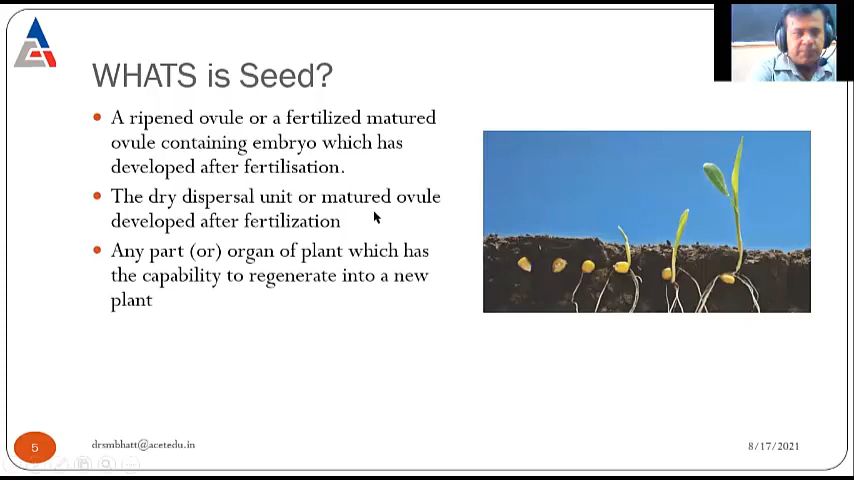 WHATS is Seed?
A ripened ovule or a fertilized matured
ovule containing embryo which has
developed after fertilisation.
The dry dispersal unit or matured ovule
developed after fertilization
Any part (or) organ of plant which has
the capability to regenerate into a new
plant
5
drsmbhatt@acetedu.in
8/17/2021